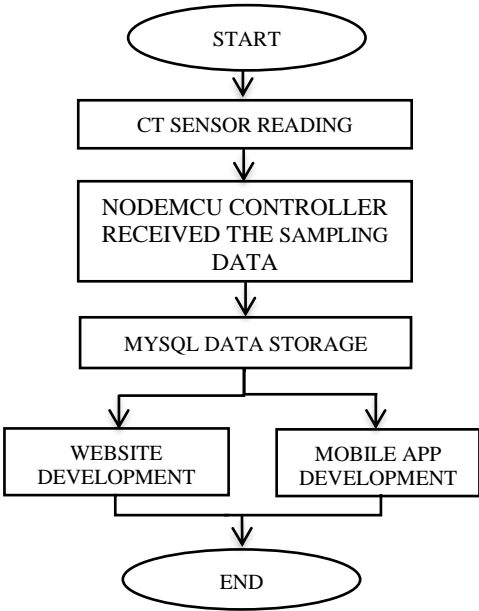 START
CT SENSOR READING
NODEMCU CONTROLLER
RECEIVED THE SAMPLING
DATA
MYSQL DATA STORAGE
WEBSITE
DEVELOPMENT
MOBILE APP
DEVELOPMENT
END